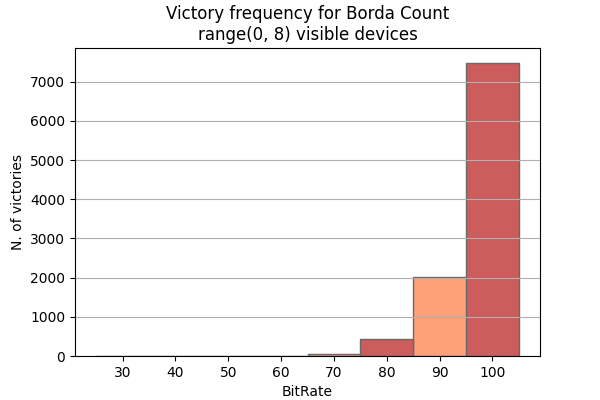 Victory frequency for Borda Count
range(0, 8) visible devices
N. of victories
7000
6000
5000
4000
3000
2000
1000
0
30 40 50 60 70 80 90 100
BitRate